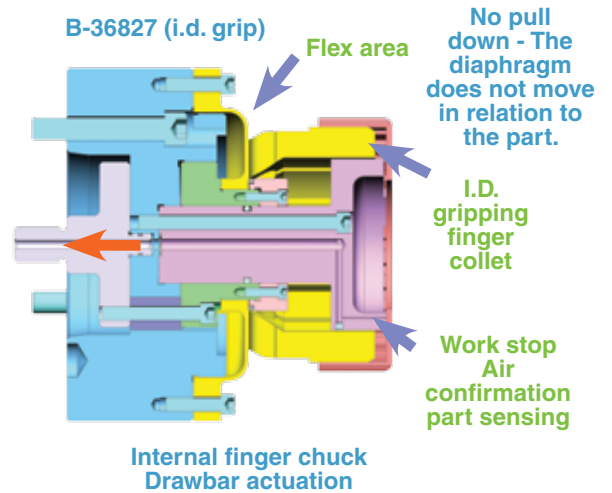 B-36827 (i.d. grip)
Flex area
No pull
down - The
diaphragm
does not move
in relation to
the part.
I.D.
gripping
finger
collet
Work stop
Air
confirmation
part sensing
Internal finger chuck
Drawbar actuation